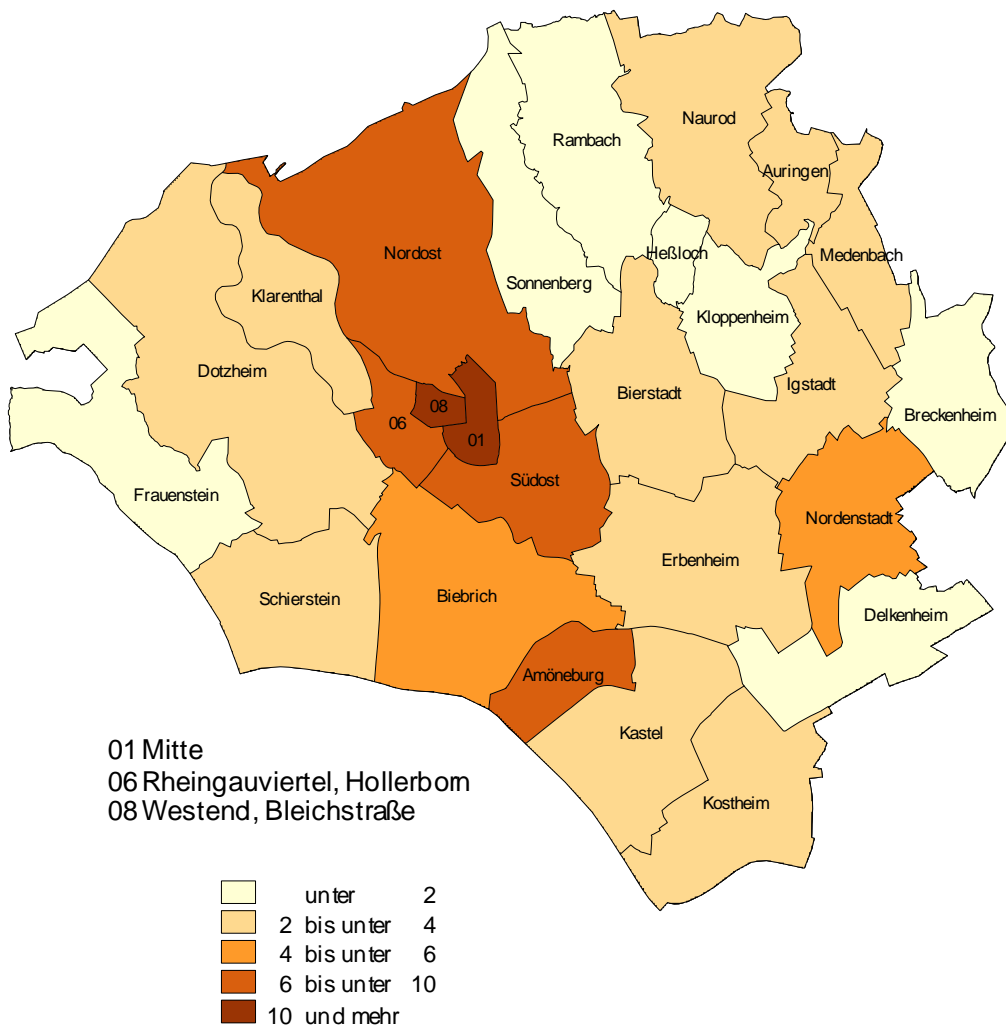 Naurod
Rambach
Auringen
Nordost
Heßloch
Medenbach
Sonnenberg
Klarenthal
Kloppenheim
Dotzheim
Bierstadt
Igstadt
08
Breckenheim
06
01
Südost
Frauenstein
Nordenstadt
Erbenheim
Schierstein
Biebrich
Delkenheim
Amöneburg
Kastel
Kostheim
01 Mitte
06 Rheingauviertel, Hollerborn
08 Westend, Bleichstraße
unter 2
2 bis unter 4
4 bis unter 6
6 bis unter 10
10 und mehr